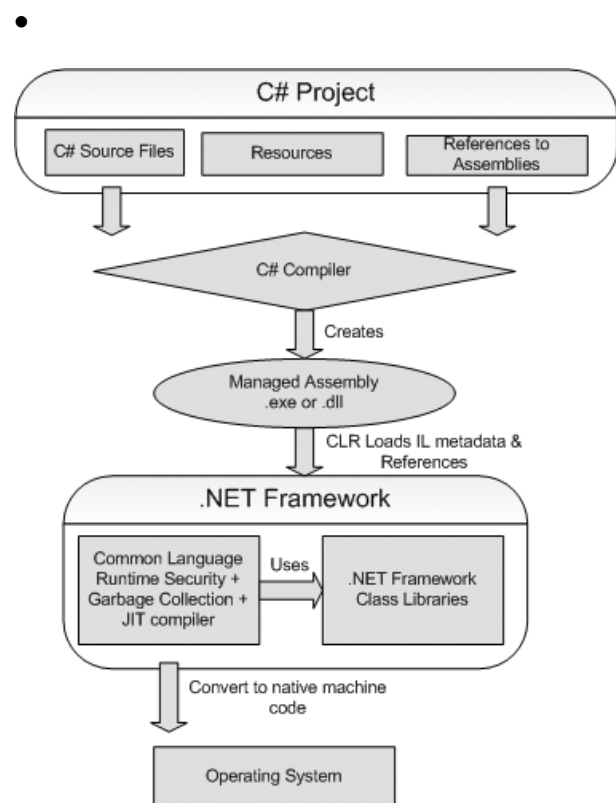 C# Project
C# Source Files
Resources
References to
Assemblies
C# Compiler
Creates
Managed Assembly
.exe or .dll
CLR Loads IL metadata &
References
.NET Framework
Common Language
Runtime Security +
Garbage Collection +
JIT compiler
Uses
.NET Framework
Class Libraries
Convert to native machine
code
Operating System